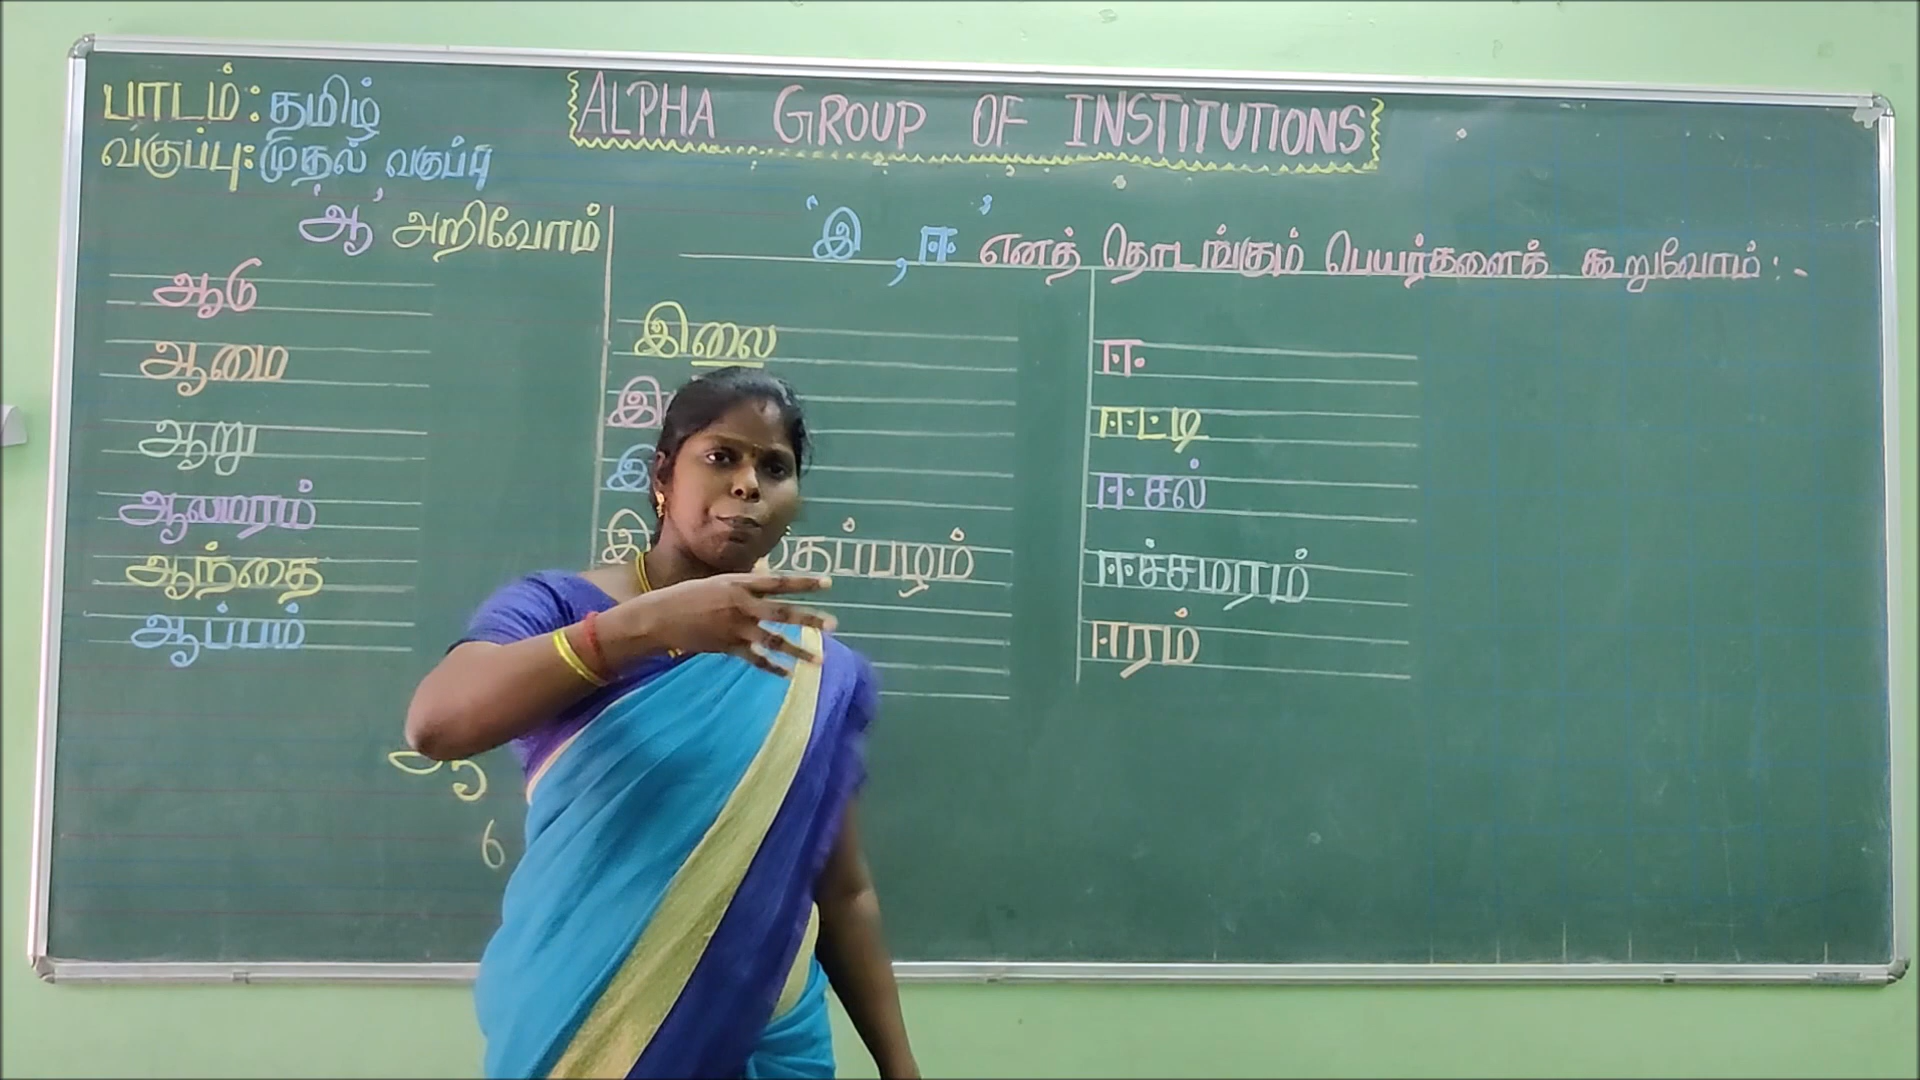 பாடம் : தமிழ்
வகுப்பு : முதல் வகுப்பு
ALPHA GROUP OF INSTITUTIONS
'ஆ' அறிவோம்
ஆடு
ஆமை
ஆறு
ஆலமரம்
ஆந்தை
ஆப்பம்
'இ , ஈ' எனத் தொடங்கும் பெயர்களைக் கூறுவோம் :-
இலை
ஈ
ஈட்டி
ஈசல்
ஈச்சமரம்
ஈரம்
6